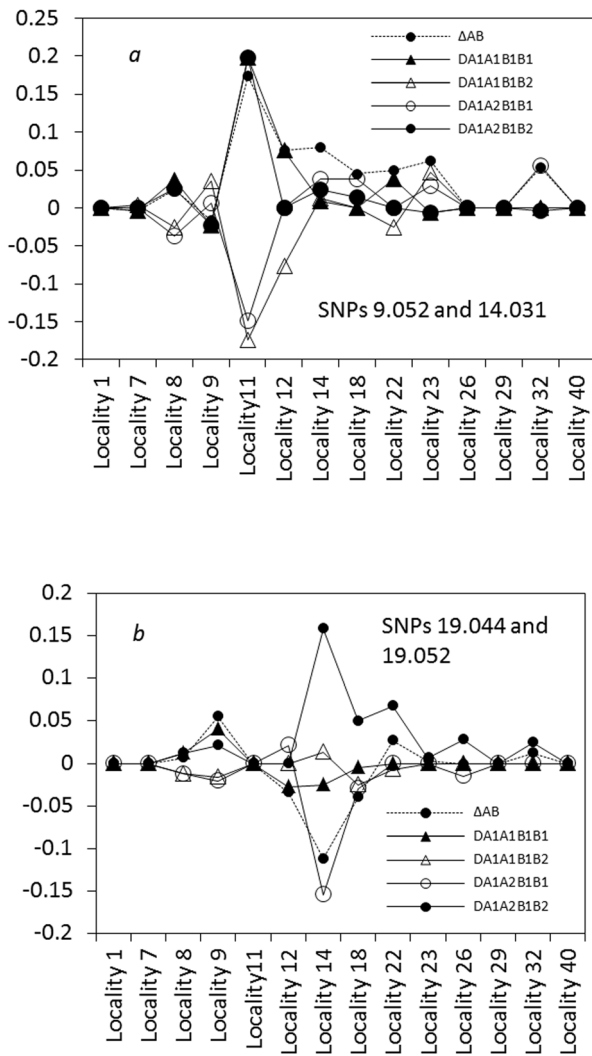 0.25
0.2
0.15
0.1
0.05
0
-0.05
-0.1
-0.15
-0.2
a
ΔAB
DA1A1B1B1
DA1A1B1B2
DA1A2B1B1
DA1A2B1B2
SNPs 9.052 and 14.031
Locality 1
Locality 7
Locality 8
Locality 9
Locality11
Locality 12
Locality 14
Locality 18
Locality 22
Locality 23
Locality 26
Locality 29
Locality 32
Locality 40
0.2
0.15
0.1
0.05
0
-0.05
-0.1
-0.15
-0.2
b
SNPs 19.044 and
19.052
ΔAB
DA1A1B1B1
DA1A1B1B2
DA1A2B1B1
DA1A2B1B2
Locality 1
Locality 7
Locality 8
Locality 9
Locality11
Locality 12
Locality 14
Locality 18
Locality 22
Locality 23
Locality 26
Locality 29
Locality 32
Locality 40